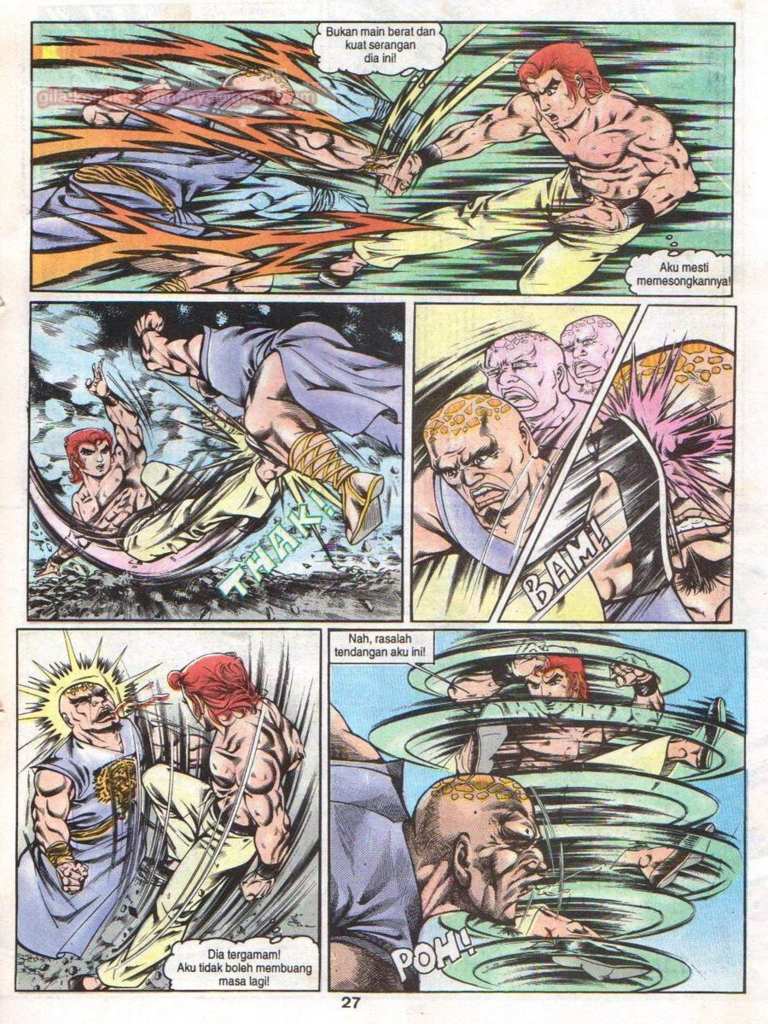 Bukan main berat dan
kuat serangan
dia ini!
Aku mesti
memesongkannya!
THAK!
BAM!
Dia tergamam!
Aku tidak boleh membuang
masa lagi!
Nah, rasalah
tendangan aku ini!
POH!
27